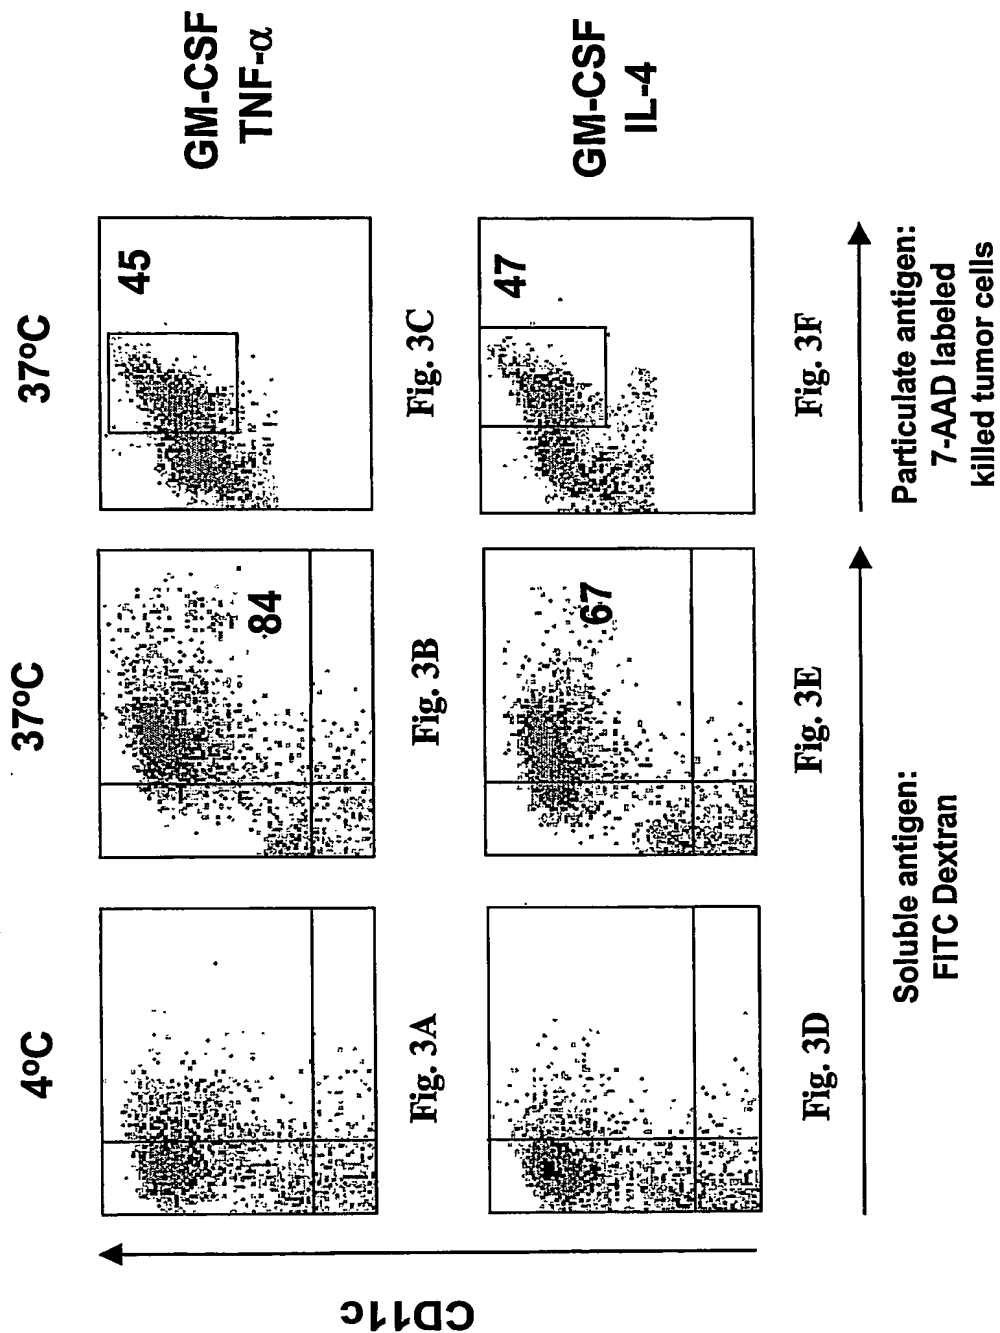 4°C
37°C
37°C
84
45
GM-CSF
TNF-α
Fig. 3A
Fig. 3B
Fig. 3C
67
47
GM-CSF
IL-4
Fig. 3D
Fig. 3E
Fig. 3F
CD11c
Soluble antigen:
FITC Dextran
Particulate antigen:
7-AAD labeled
killed tumor cells